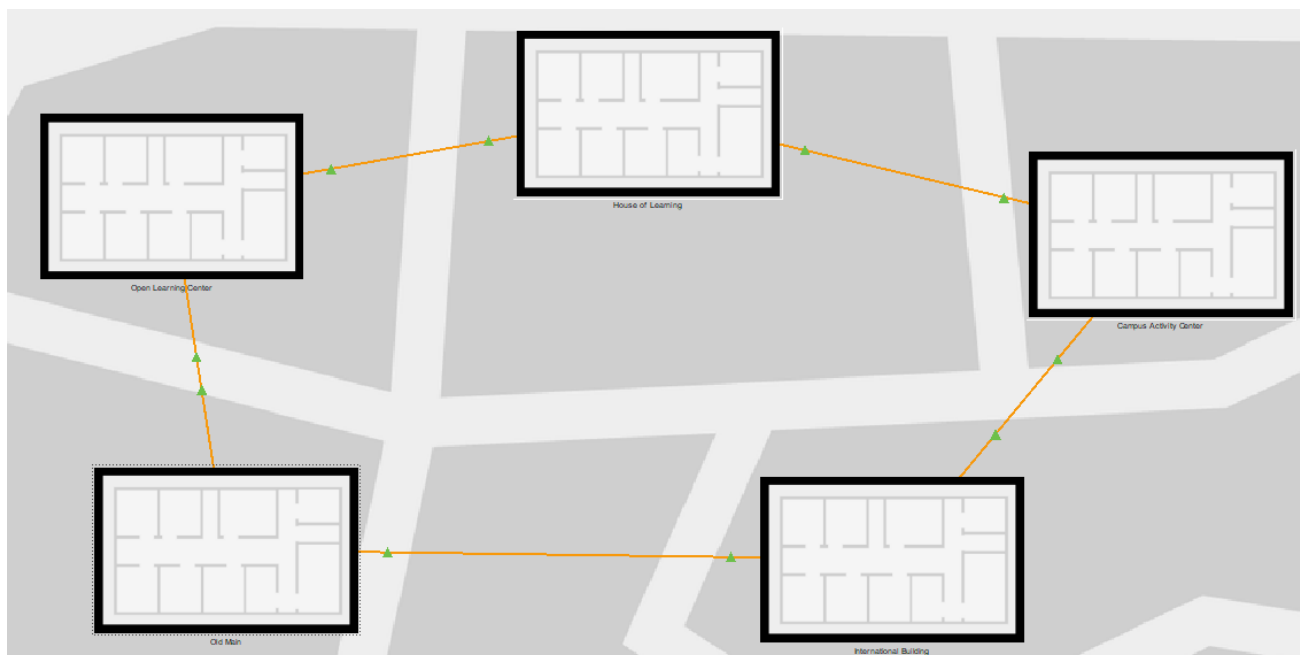 House of Learning
Open Learning Center
Campus Activity Center
Old Main
International Building